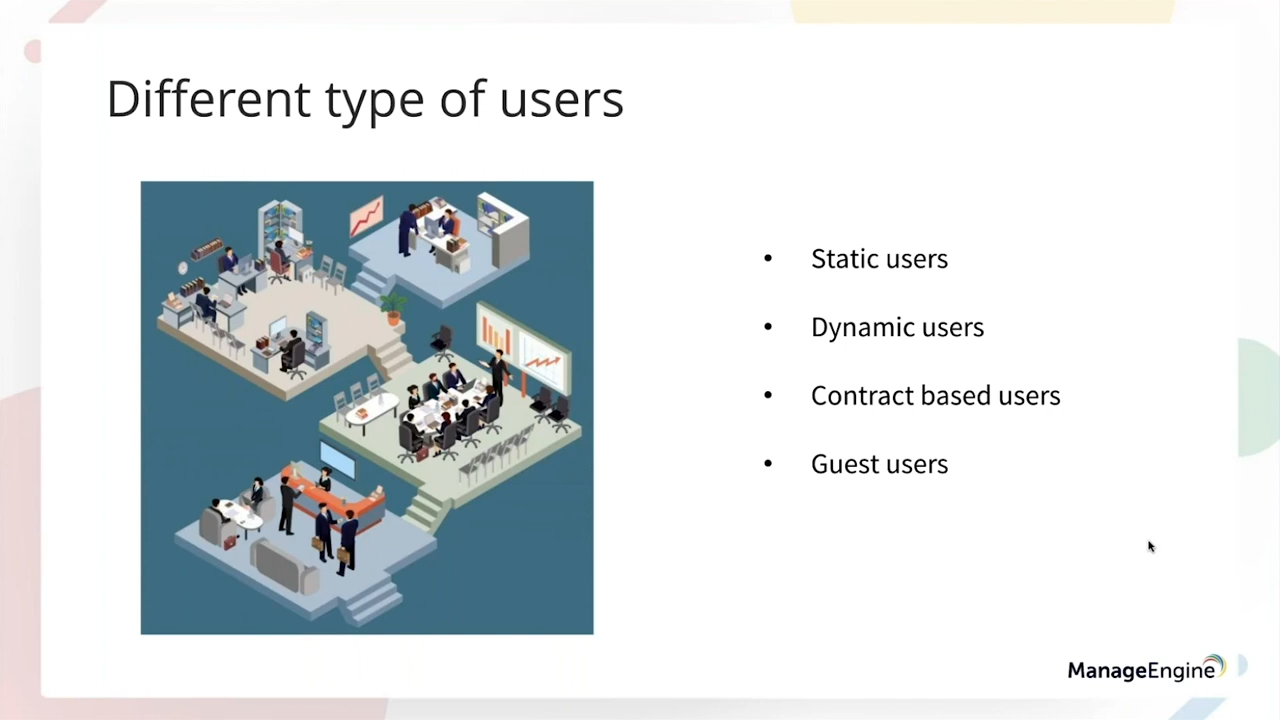 Different type of users
• Static users
• Dynamic users
• Contract based users
• Guest users
ManageEngine